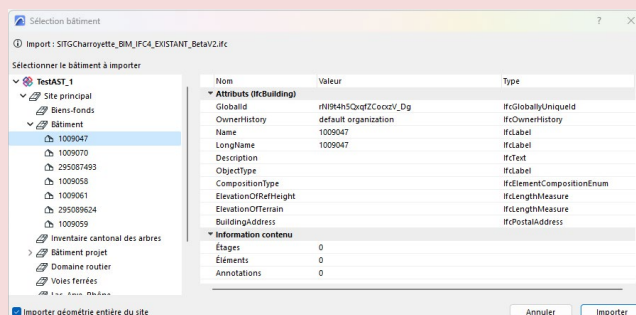 Sélection bâtiment
Import : SITGCharroyette_BIM_IFC4_EXISTANT_BetaV2.ifc
Sélectionner le bâtiment à importer
TestAST_1
Site principal
Biens-fonds
Bâtiment
1009047
1009070
295087493
1009058
1009061
295089624
1009059
Inventaire cantonal des arbres
Bâtiment projet
Domaine routier
Voies ferrées
Nom Valeur Type
Attributs (IfcBuilding)
GlobalId rNI9t4h5QxqfZCocxzV_Dg IfcGloballyUniqueId
OwnerHistory default organization IfcOwnerHistory
Name 1009047 IfcLabel
LongName 1009047 IfcLabel
Description IfcText
ObjectType IfcLabel
CompositionType IfcElementCompositionEnum
ElevationOfRefHeight IfcLengthMeasure
ElevationOfTerrain IfcLengthMeasure
BuildingAddress IfcPostalAddress
Information contenu
Étages 0
Éléments 0
Annotations 0
Importer géométrie entière du site
Annuler Importer